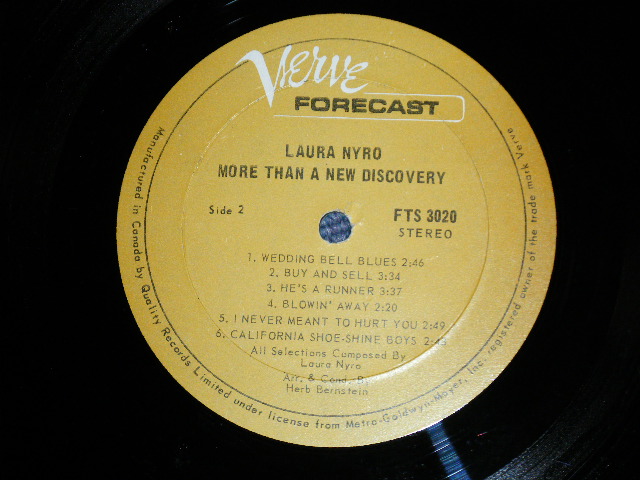 Verve
FORECAST
LAURA NYRO
MORE THAN A NEW DISCOVERY
Side 2
FTS 3020
STEREO
1. WEDDING BELL BLUES 2:46
2. BUY AND SELL 3:34
3. HE'S A RUNNER 3:37
4. BLOWIN' AWAY 2:20
5. I NEVER MEANT TO HURT YOU 2:49
6. CALIFORNIA SHOE-SHINE BOYS
All Selections Composed By
Laura Nyro
Arr. & Cond. By
Herb Bernstein
Manufactured in Canada by Quality Records Limited under license from Metro-Goldwyn-Mayer, Inc. registered owner of the trade mark Verve